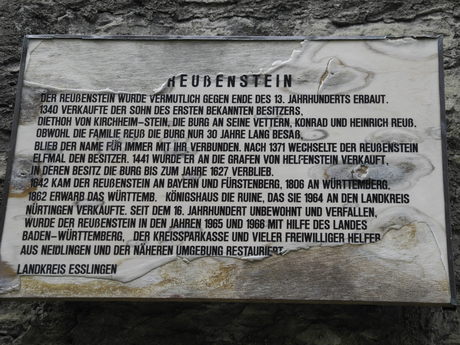 REUßENSTEIN
DER REUßENSTEIN WURDE VERMUTLICH GEGEN ENDE DES 13. JAHRHUNDERTS ERBAUT.
1340 VERKAUFTE DER SOHN DES ERSTEN BEKANNTEN BESITZERS,
DIETHOH VON KIRCHHEIM-STEIN, DIE BURG AN SEINE VETTERN, KONRAD UND HEINRICH REUß.
OBWOHL DIE FAMILIE REUß DIE BURG NUR 30 JAHRE LANG BESAß,
BLIEB DER NAME FÜR IMMER MIT IHR VERBUNDEN. NACH 1371 WECHSELTE DER REUßENSTEIN
ELFMAL DEN BESITZER. 1441 WURDE ER AN DIE GRAFEN VON HELFENSTEIN VERKAUFT,
IN DEREN BESITZ DIE BURG BIS ZUM JAHRE 1627 VERBLIEB.
1642 KAM DER REUßENSTEIN AN BAYERN UND FÜRSTENBERG, 1806 AN WÜRTTEMBERG.
1862 ERWARB DAS WÜRTTEMB. KÖNIGSHAUS DIE RUINE, DAS SIE 1964 AN DEN LANDKREIS
NÜRTINGEN VERKAUFTE. SEIT DEM 16. JAHRHUNDERT UNBEWOHNT UND VERFALLEN,
WURDE DER REUßENSTEIN IN DEN JAHREN 1965 UND 1966 MIT HILFE DES LANDES
BADEN-WÜRTTEMBERG, DER KREISSPARKASSE UND VIELER FREIWILLIGER HELFER
AUS NEIDLINGEN UND DER NÄHEREN UMGEBUNG RESTAURIERT.
LANDKREIS ESSLINGEN